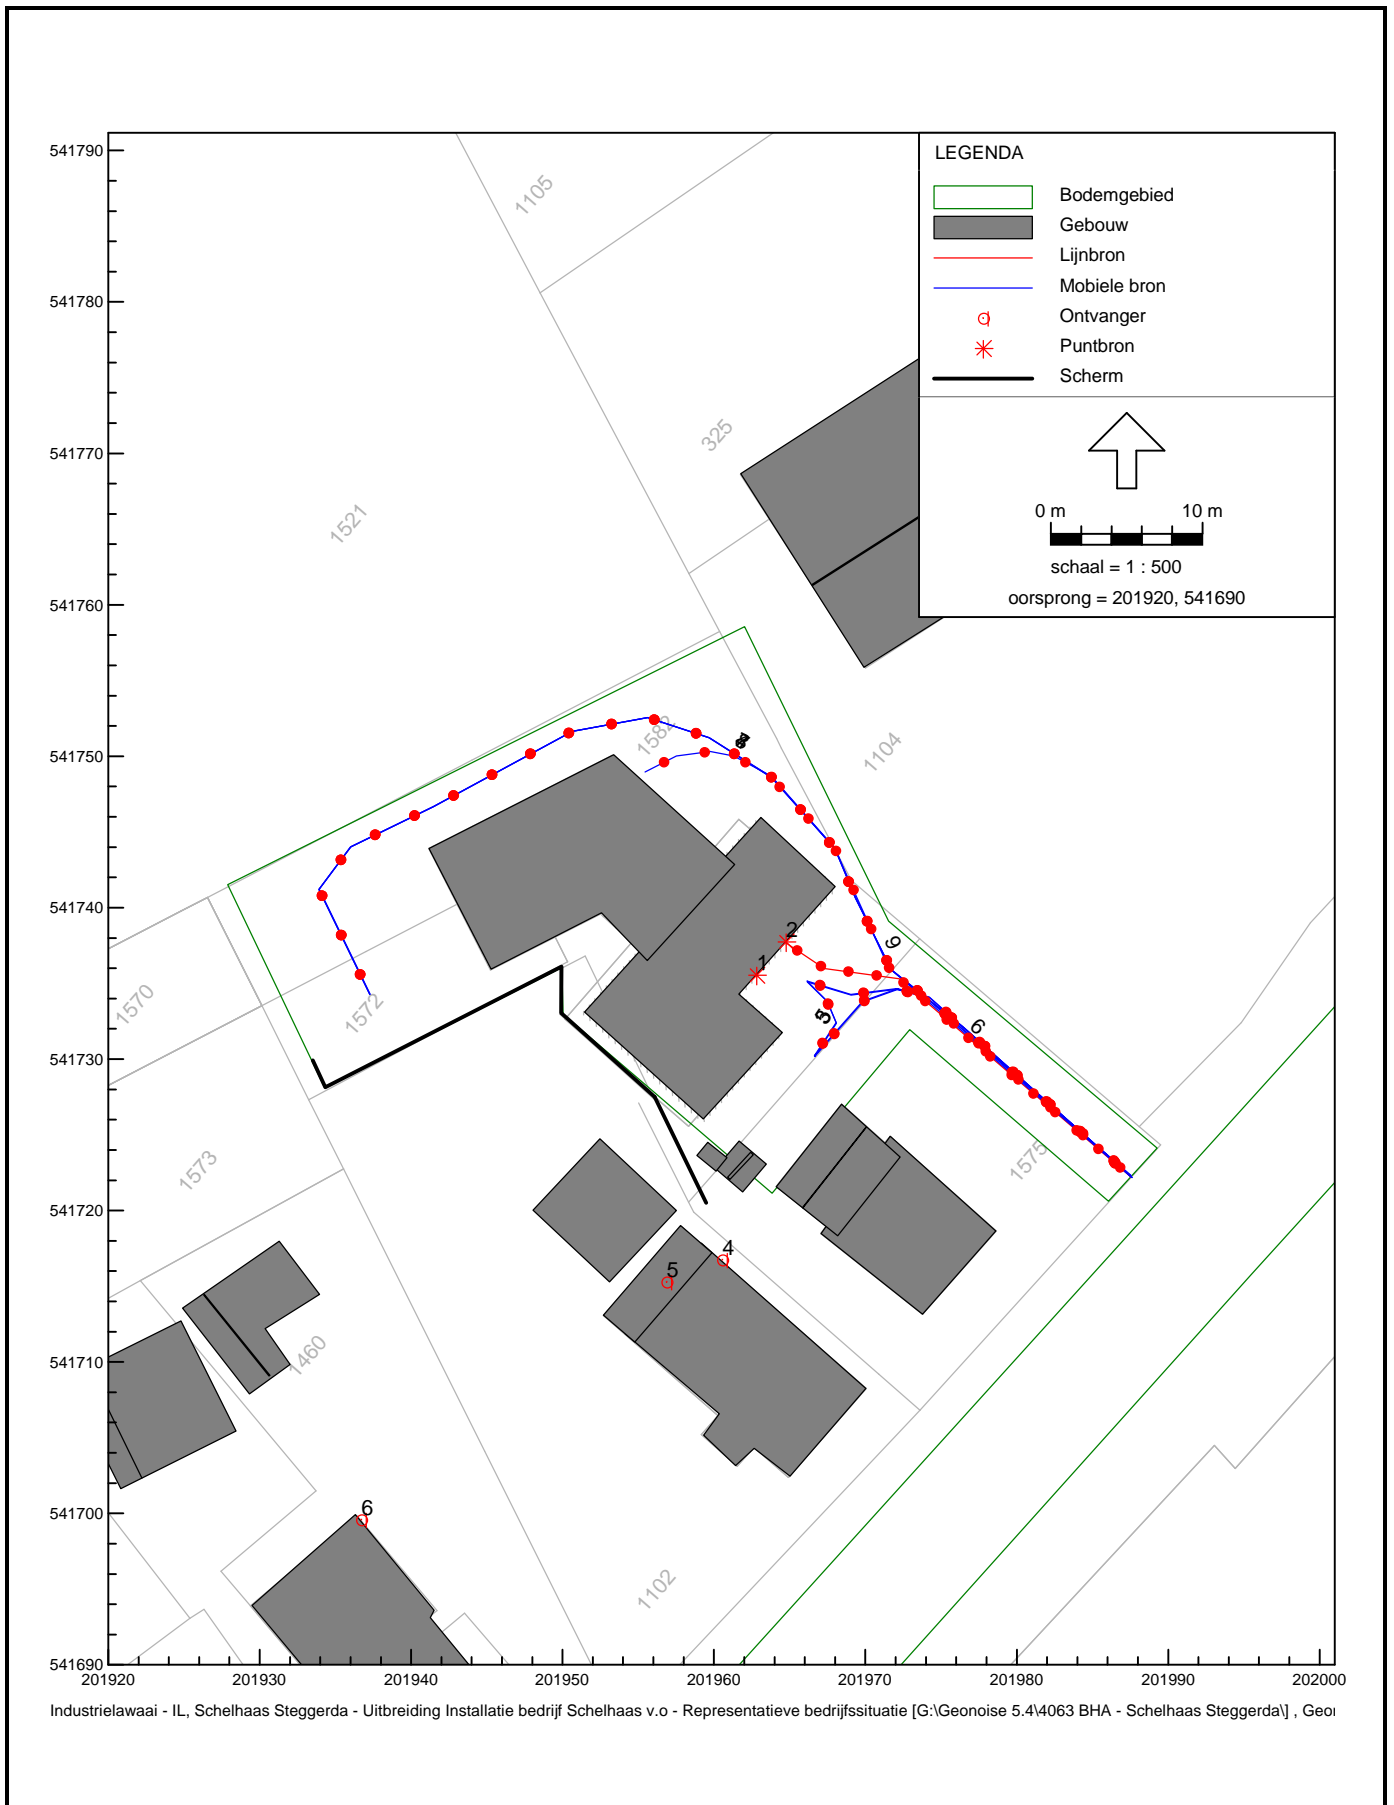 LEGENDA
Bodemgebied
Gebouw
Lijnbron
Mobiele bron
Ontvanger
Puntbron
Scherm
0 m 10 m
schaal = 1 : 500
oorsprong = 201920, 541690
541790
541780
541770
541760
541750
541740
541730
541720
541710
541700
541690
1105
325
1521
1582
1104
9
2
1
1570
1572
5
6
1573
1575
4
5
1460
6
1102
201920 201930 201940 201950 201960 201970 201980 201990 202000
Industrielawaai - IL, Schelhaas Steggerda - Uitbreiding Installatie bedrijf Schelhaas v.o - Representatieve bedrijfssituatie [G:\Geonoise 5.4\4063 BHA - Schelhaas Steggerda\] , Geo